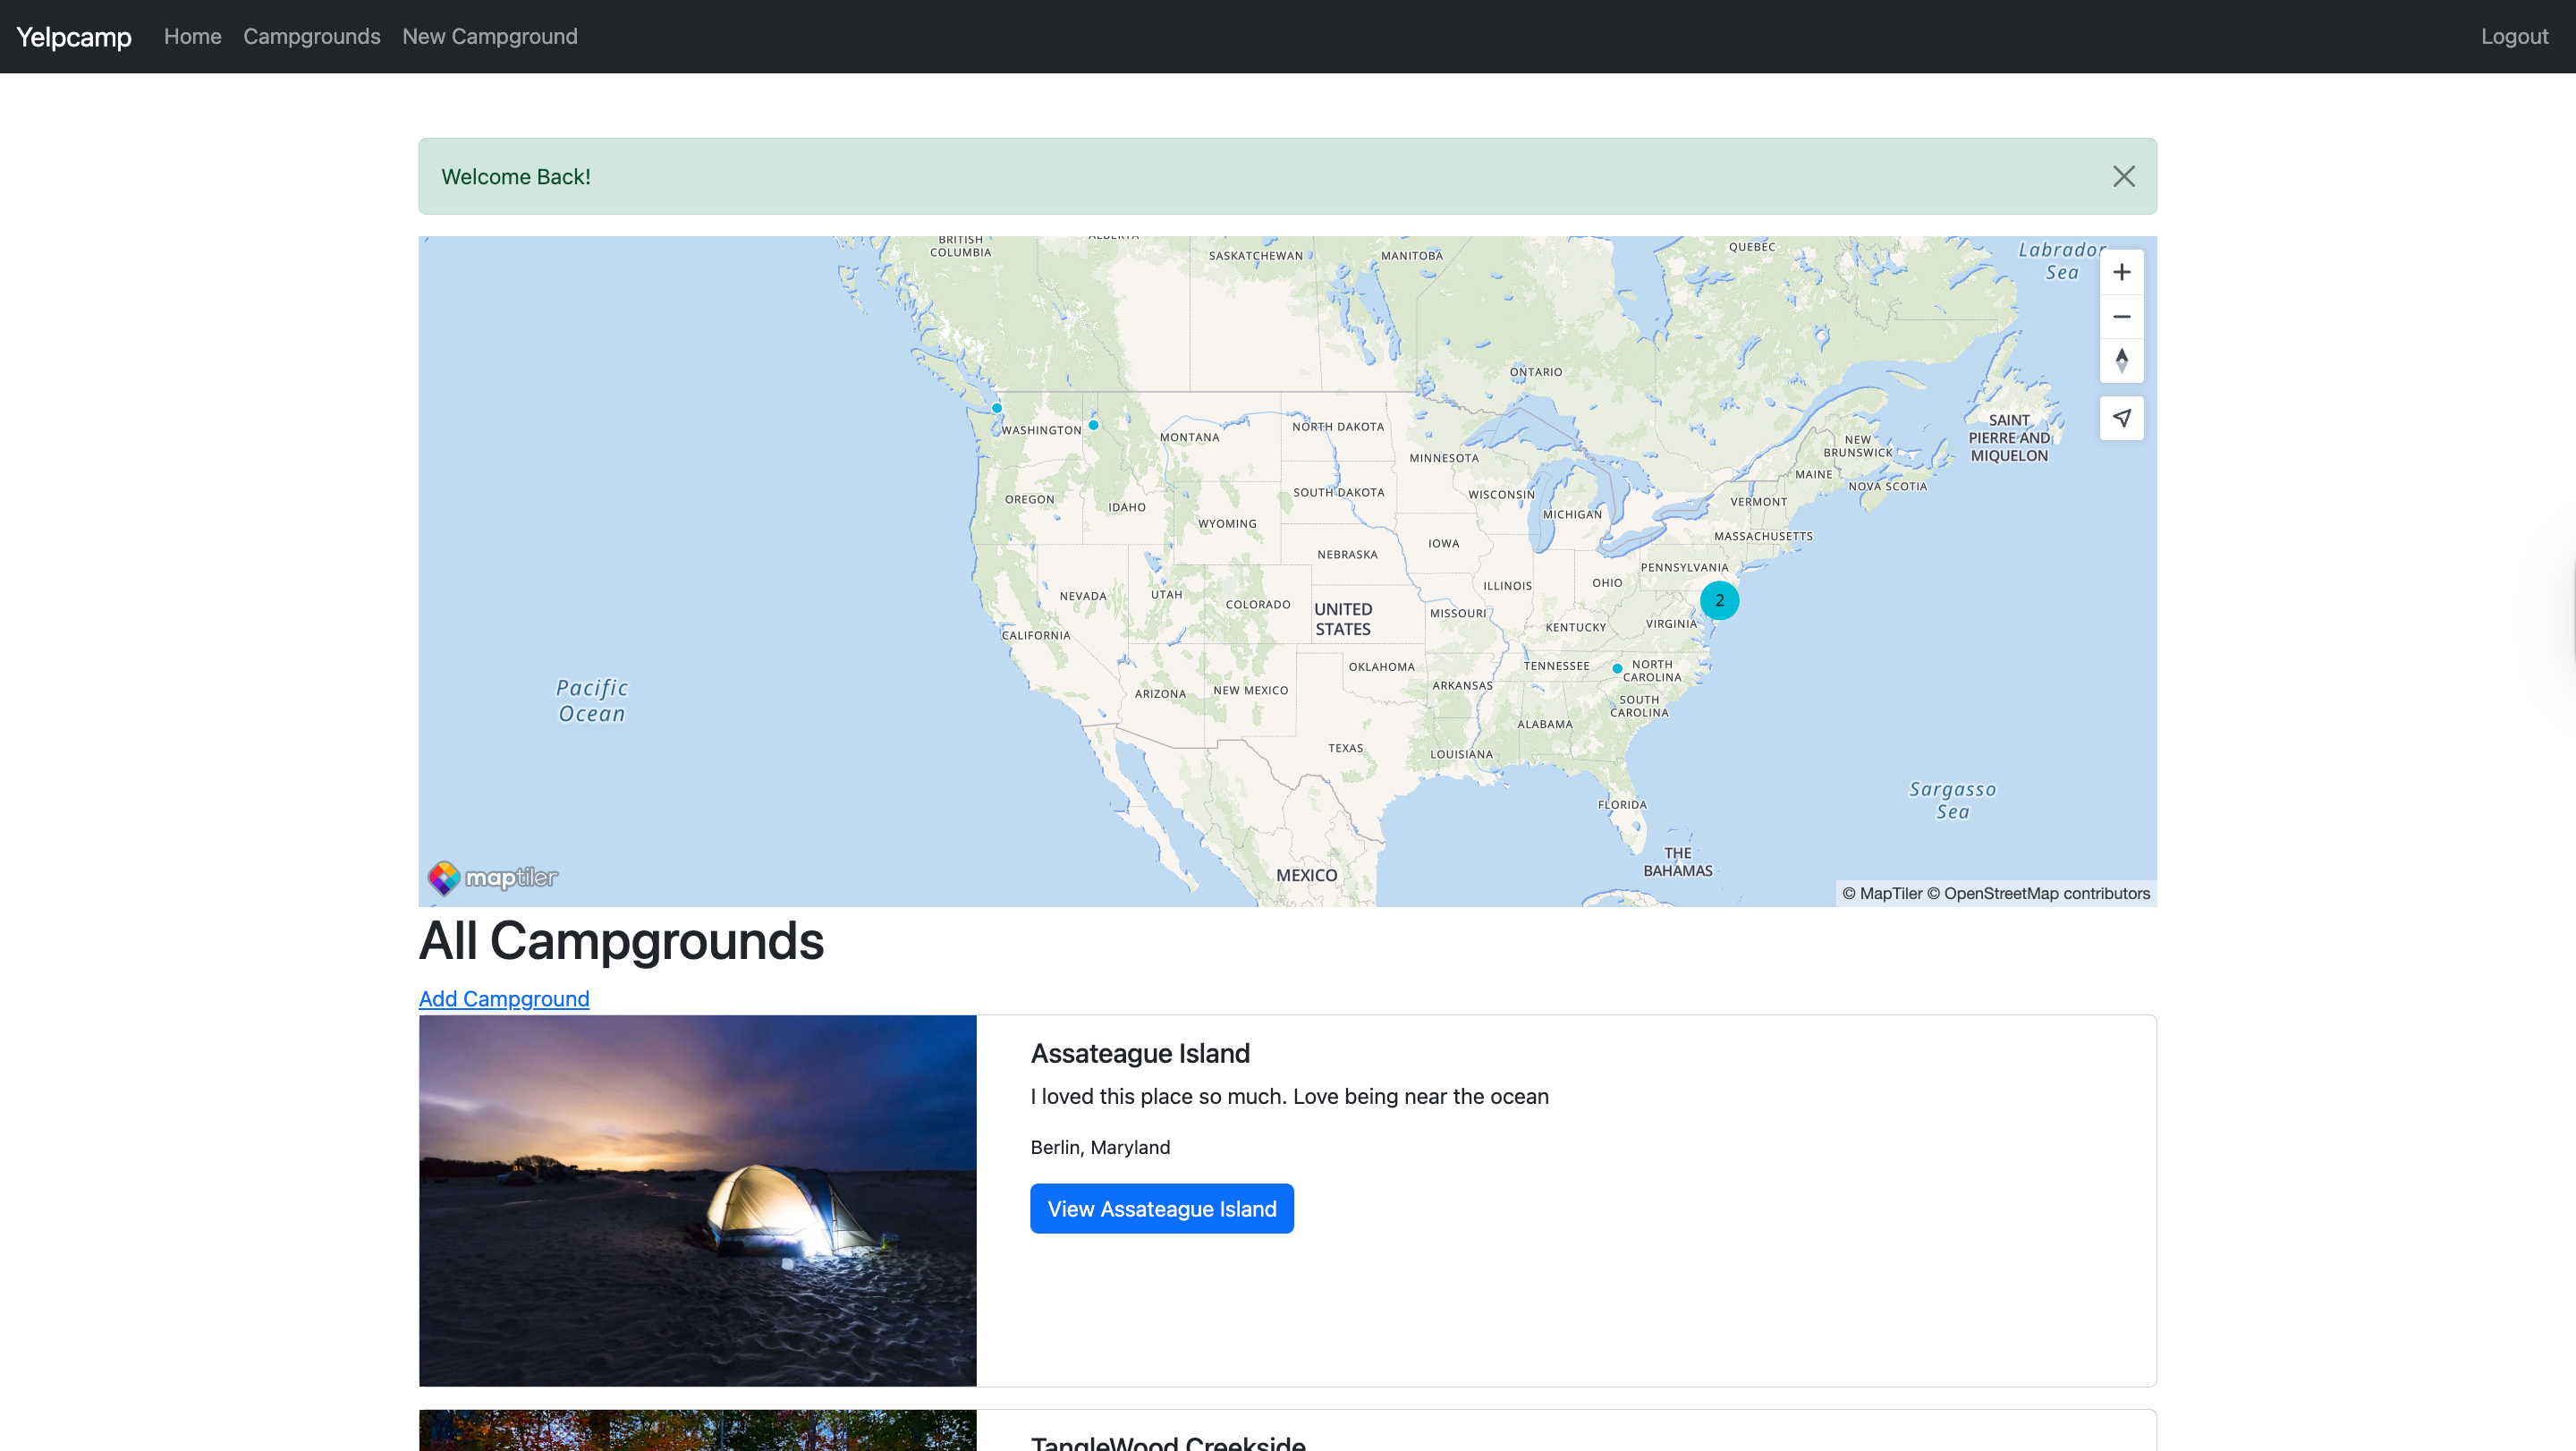 Yelpcamp Home Campgrounds New Campground Logout
Welcome Back!
BRITISH
COLUMBIA
ALBERTA
SASKATCHEWAN
MANITOBA
QUEBEC
Labrador
Sea
ONTARIO
WASHINGTON
MONTANA
NORTH DAKOTA
MINNESOTA
SAINT
PIERRE AND
MIQUELON
NEW
BRUNSWICK
MAINE
NOVA SCOTIA
OREGON
IDAHO
SOUTH DAKOTA
WISCONSIN
MICHIGAN
VERMONT
WYOMING
MASSACHUSETTS
NEBRASKA
IOWA
PENNSYLVANIA
NEVADA
UTAH
COLORADO
ILLINOIS
OHIO
2
UNITED
STATES
MISSOURI
KENTUCKY
VIRGINIA
CALIFORNIA
OKLAHOMA
TENNESSEE
NORTH
CAROLINA
Pacific
Ocean
ARIZONA
NEW MEXICO
ARKANSAS
SOUTH
CAROLINA
ALABAMA
TEXAS
LOUISIANA
FLORIDA
Sargasso
Sea
THE
BAHAMAS
MEXICO
maptiler
© MapTiler © OpenStreetMap contributors
All Campgrounds
Add Campground
Assateague Island
I loved this place so much. Love being near the ocean
Berlin, Maryland
View Assateague Island
TangleWood Creekside